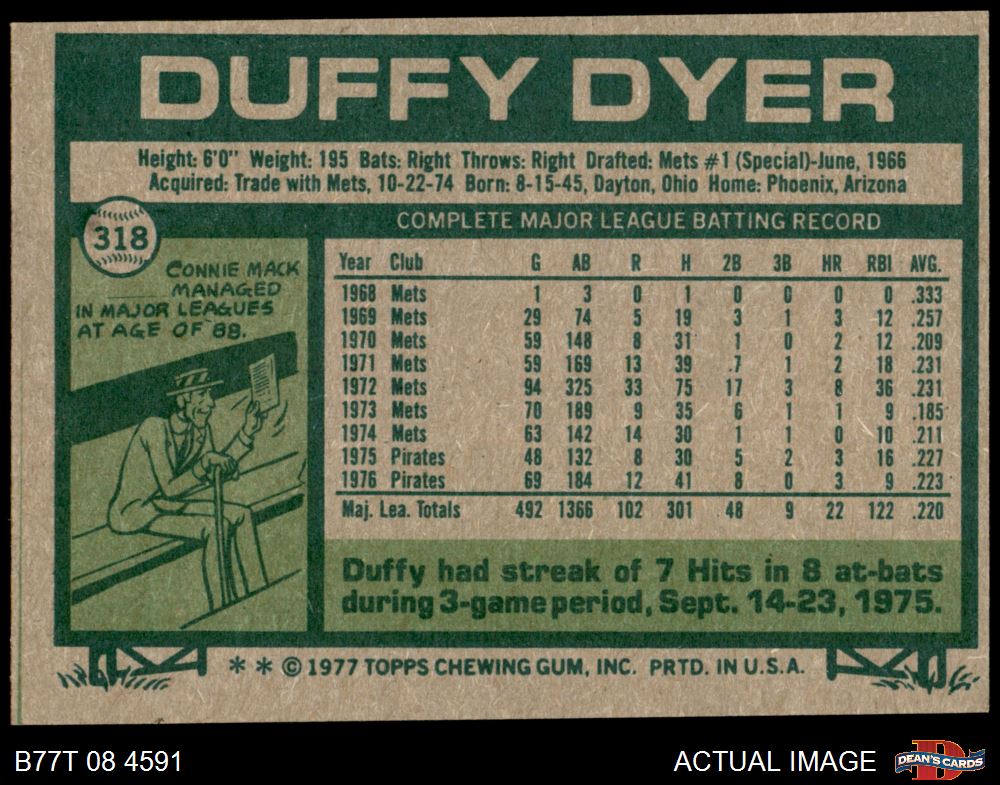 DUFFY DYER
Height: 6'0" Weight: 195 Bats: Right Throws: Right Drafted: Mets #1 (Special)-June, 1966
Acquired: Trade with Mets, 10-22-74 Born: 8-15-45, Dayton, Ohio Home: Phoenix, Arizona
318
CONNIE MACK
MANAGED
IN MAJOR LEAGUES
AT AGE OF 88.
COMPLETE MAJOR LEAGUE BATTING RECORD
Year Club G AB R H 2B 3B HR RBI AVG.
1968 Mets 1 3 0 1 0 0 0 0 .333
1969 Mets 29 74 5 19 3 1 3 12 .257
1970 Mets 59 148 8 31 1 0 2 12 .209
1971 Mets 59 169 13 39 .7 1 2 18 .231
1972 Mets 94 325 33 75 17 3 8 36 .231
1973 Mets 70 189 9 35 6 1 1 9 .185
1974 Mets 63 142 14 30 1 1 0 10 .211
1975 Pirates 48 132 8 30 5 2 3 16 .227
1976 Pirates 69 184 12 41 8 0 3 9 .223
Maj. Lea. Totals 492 1366 102 301 48 9 22 122 .220
Duffy had streak of 7 Hits in 8 at-bats
during 3-game period, Sept. 14-23, 1975.
* * © 1977 TOPPS CHEWING GUM, INC. PRTD. IN U.S.A.
B77T 08 4591
ACTUAL IMAGE
DEAN'S CARDS